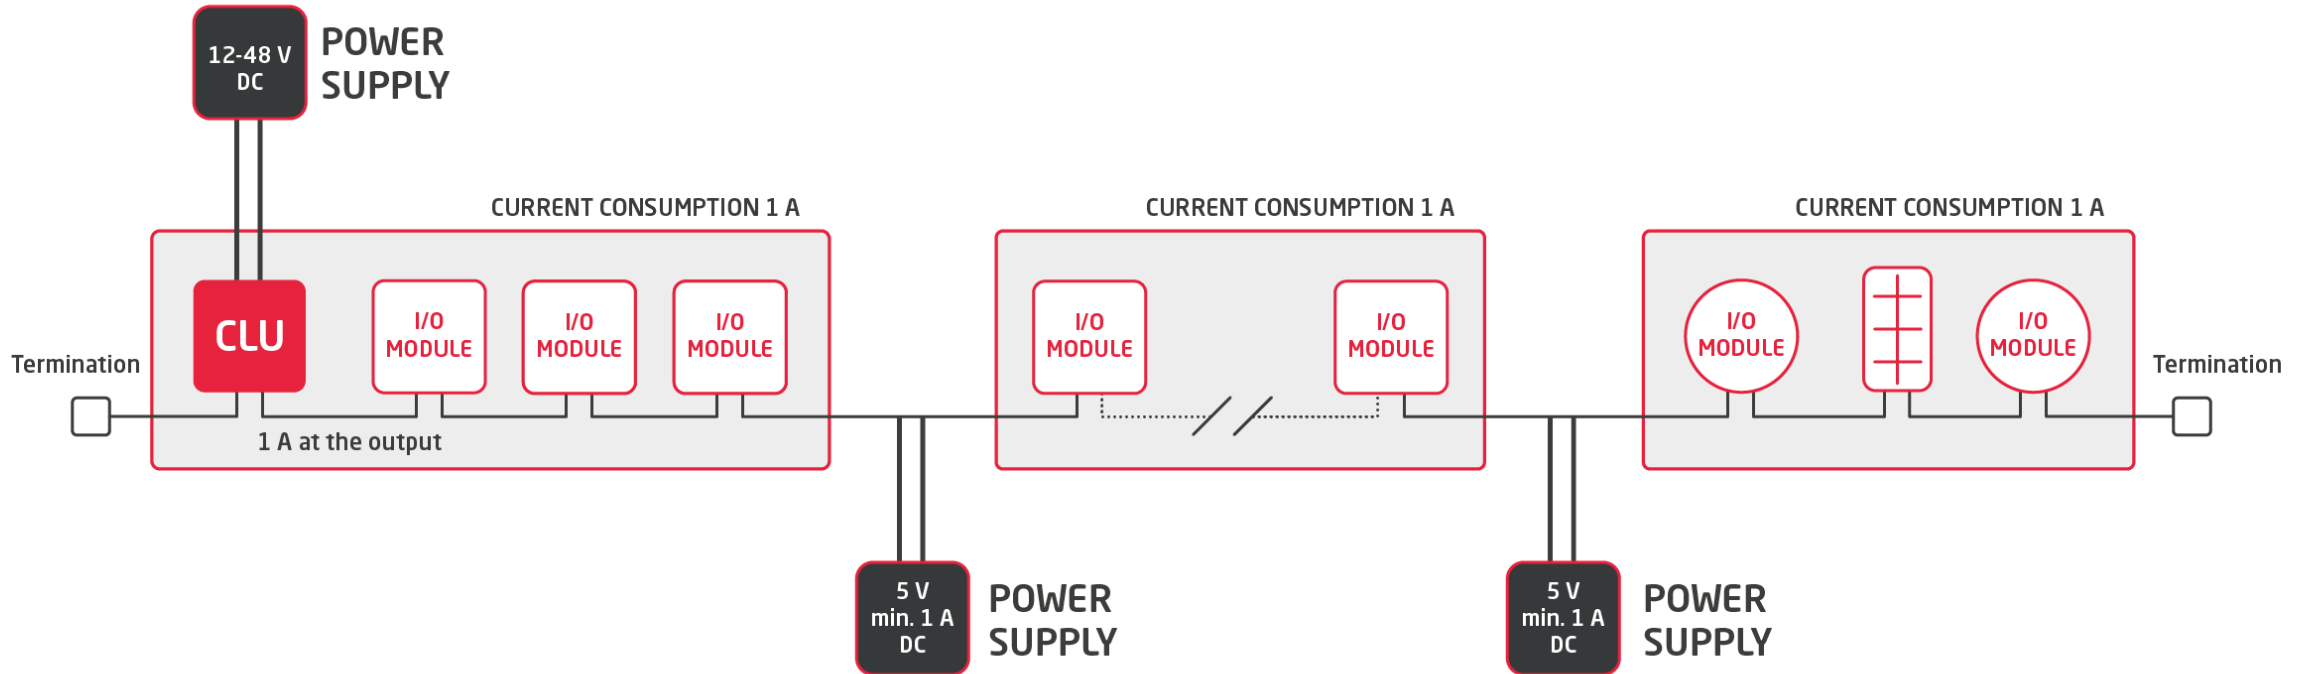 12-48 V
DC
POWER
SUPPLY
CURRENT CONSUMPTION 1 A
CURRENT CONSUMPTION 1 A
CURRENT CONSUMPTION 1 A
Termination
CLU
I/O
MODULE
I/O
MODULE
I/O
MODULE
I/O
MODULE
I/O
MODULE
I/O
MODULE
I/O
MODULE
Termination
1 A at the output
5 V
min. 1 A
DC
POWER
SUPPLY
5 V
min. 1 A
DC
POWER
SUPPLY